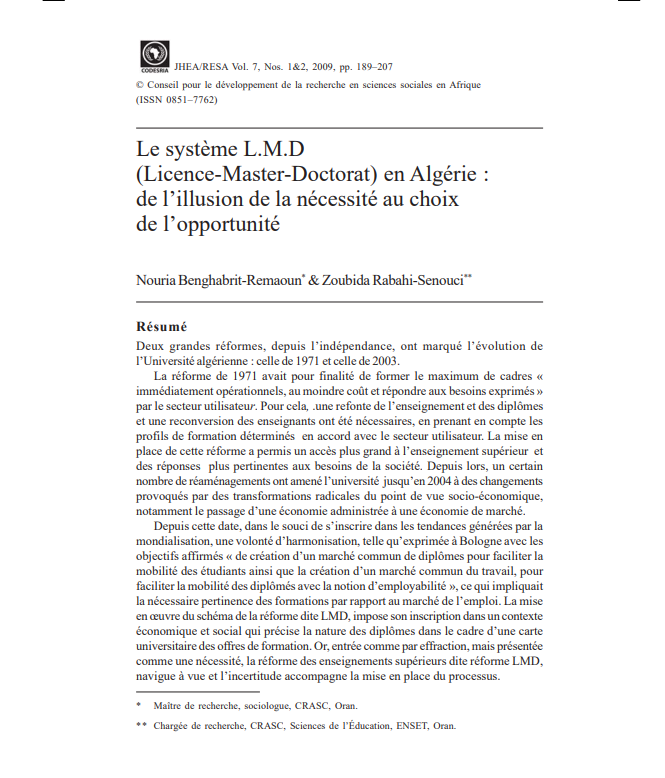 CODESRIA
JHEA/RESA Vol. 7, Nos. 1&2, 2009, pp. 189–207
© Conseil pour le développement de la recherche en sciences sociales en Afrique
(ISSN 0851–7762)
Le système L.M.D
(Licence-Master-Doctorat) en Algérie :
de l’illusion de la nécessité au choix
de l’opportunité
Nouria Benghabrit-Remaoun* & Zoubida Rabahi-Senouci**
Résumé
Deux grandes réformes, depuis l’indépendance, ont marqué l’évolution de
l’Université algérienne : celle de 1971 et celle de 2003.
La réforme de 1971 avait pour finalité de former le maximum de cadres «
immédiatement opérationnels, au moindre coût et répondre aux besoins exprimés »
par le secteur utilisateur. Pour cela, .une refonte de l’enseignement et des diplômes
et une reconversion des enseignants ont été nécessaires, en prenant en compte les
profils de formation déterminés en accord avec le secteur utilisateur. La mise en
place de cette réforme a permis un accès plus grand à l’enseignement supérieur et
des réponses plus pertinentes aux besoins de la société. Depuis lors, un certain
nombre de réaménagements ont amené l’université jusqu’en 2004 à des changements
provoqués par des transformations radicales du point de vue socio-économique,
notamment le passage d’une économie administrée à une économie de marché.
Depuis cette date, dans le souci de s’inscrire dans les tendances générées par la
mondialisation, une volonté d’harmonisation, telle qu’exprimée à Bologne avec les
objectifs affirmés « de création d’un marché commun de diplômes pour faciliter la
mobilité des étudiants ainsi que la création d’un marché commun du travail, pour
faciliter la mobilité des diplômés avec la notion d’employabilité », ce qui impliquait
la nécessaire pertinence des formations par rapport au marché de l’emploi. La mise
en œuvre du schéma de la réforme dite LMD, impose son inscription dans un contexte
économique et social qui précise la nature des diplômes dans le cadre d’une carte
universitaire des offres de formation. Or, entrée comme par effraction, mais présentée
comme une nécessité, la réforme des enseignements supérieurs dite réforme LMD,
navigue à vue et l’incertitude accompagne la mise en place du processus.
* Maître de recherche, sociologue, CRASC, Oran.
** Chargée de recherche, CRASC, Sciences de l’Éducation, ENSET, Oran.